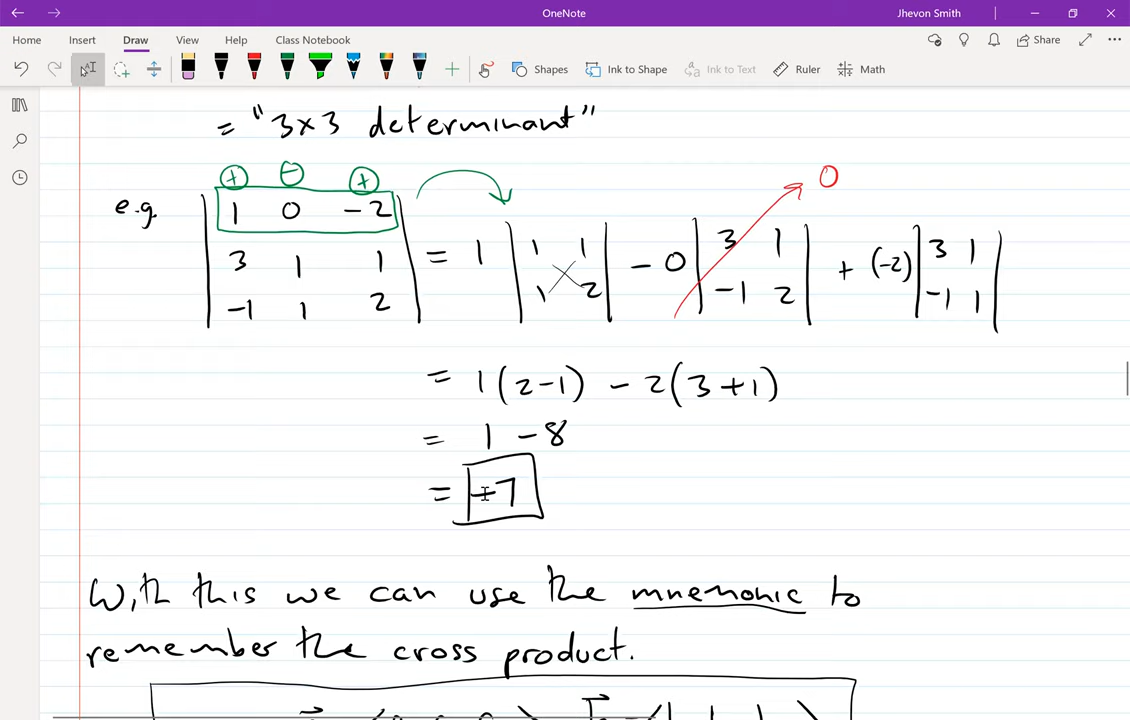 OneNote
Jhevon Smith
Home Insert Draw View Help Class Notebook
Share
Shapes Ink to Shape Ink to Text Ruler Math
= "3×3 determinant"
⊕ ⊖ ⊕ 0
e.g. | 1 0 -2 |
| 3 1 1 | = 1 | 1 1 | - 0 | 3 1 | + (-2) | 3 1 |
| -1 1 2 | | 1 2 | | -1 2 | | -1 1 |
= 1(2-1) - 2(3+1)
= 1 - 8
= -7
With this we can use the mnemonic to
remember the cross product.